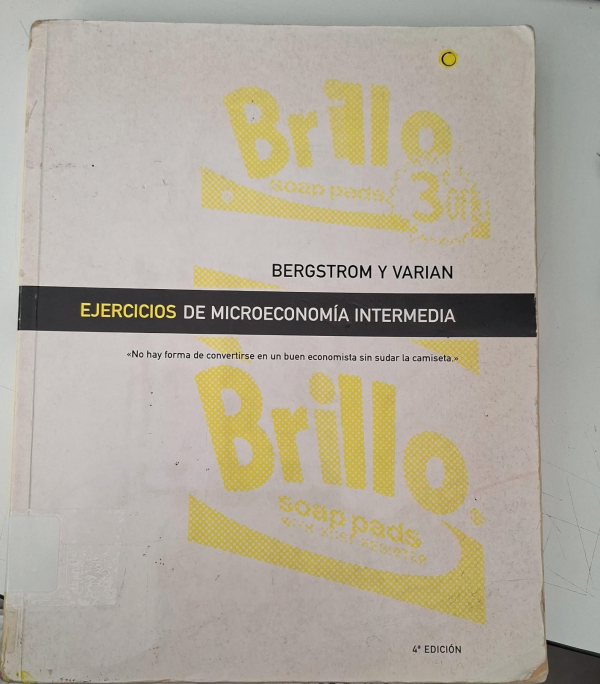 Brillo
soap pads
3
BERGSTROM Y VARIAN
EJERCICIOS DE MICROECONOMÍA INTERMEDIA
«No hay forma de convertirse en un buen economista sin sudar la camiseta.»
Brillo®
soap pads
4ª EDICIÓN